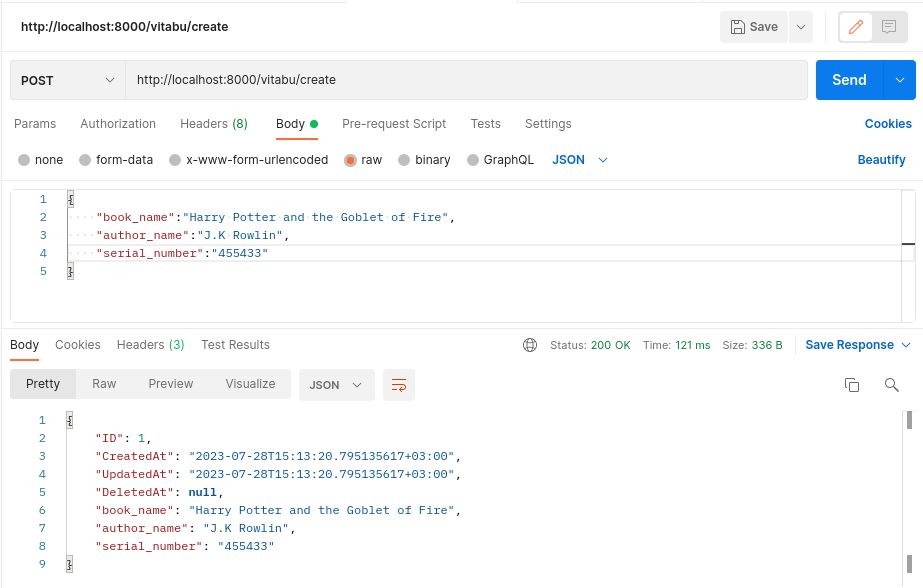 http://localhost:8000/vitabu/create Save
POST http://localhost:8000/vitabu/create Send
Params Authorization Headers (8) Body Pre-request Script Tests Settings Cookies
none form-data x-www-form-urlencoded raw binary GraphQL JSON Beautify
1 {
2 "book_name":"Harry Potter and the Goblet of Fire",
3 "author_name":"J.K Rowlin",
4 "serial_number":"455433"
5 }
Body Cookies Headers (3) Test Results Status: 200 OK Time: 121 ms Size: 336 B Save Response
Pretty Raw Preview Visualize JSON
1 {
2 "ID": 1,
3 "CreatedAt": "2023-07-28T15:13:20.795135617+03:00",
4 "UpdatedAt": "2023-07-28T15:13:20.795135617+03:00",
5 "DeletedAt": null,
6 "book_name": "Harry Potter and the Goblet of Fire",
7 "author_name": "J.K Rowlin",
8 "serial_number": "455433"
9 }